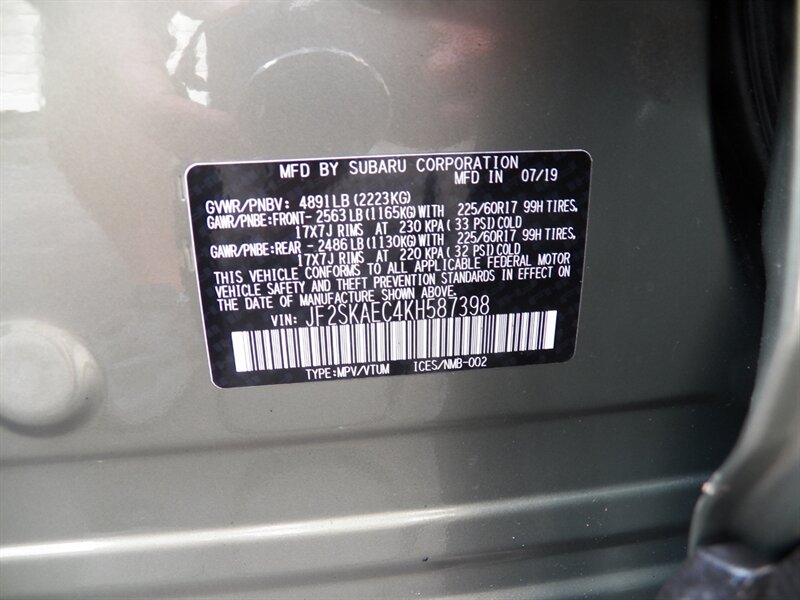 MFD BY SUBARU CORPORATION
MFD IN 07/19
GVWR/PNBV: 4891LB(2223KG)
GAWR/PNBE:FRONT- 2563LB(1165KG)WITH 225/60R17 99H TIRES,
17X7J RIMS AT 230 KPA( 33 PSI)COLD
GAWR/PNBE:REAR - 2486LB(1130KG)WITH 225/60R17 99H TIRES,
17X7J RIMS AT 220 KPA( 32 PSI)COLD
THIS VEHICLE CONFORMS TO ALL APPLICABLE FEDERAL MOTOR
VEHICLE SAFETY AND THEFT PREVENTION STANDARDS IN EFFECT ON
THE DATE OF MANUFACTURE SHOWN ABOVE.
VIN: JF2SKAEC4KH587398
TYPE:MPV/VTUM ICES/NMB-002